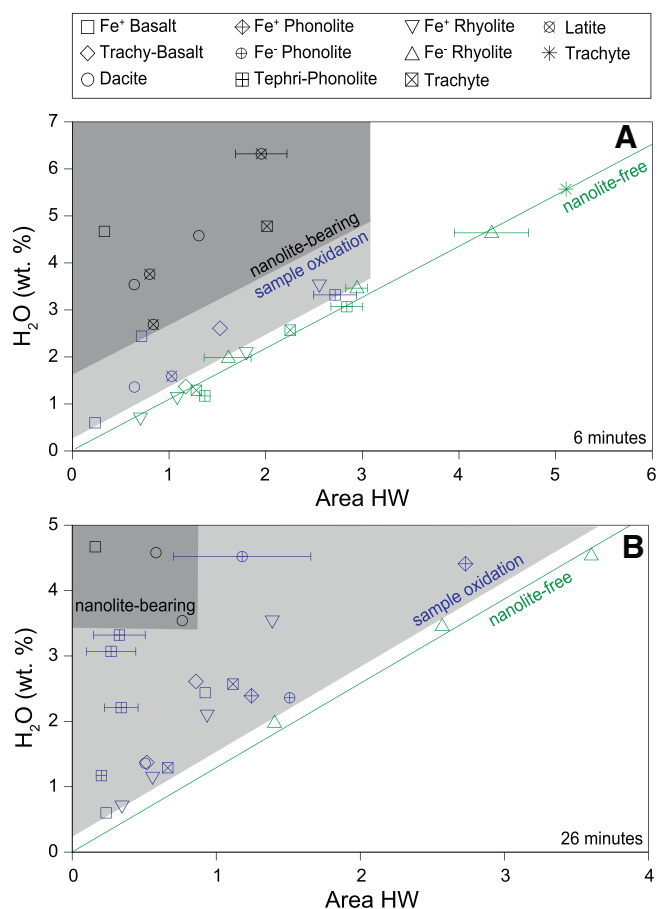 Fe⁺ Basalt Fe⁺ Phonolite Fe⁺ Rhyolite Latite
Trachy-Basalt Fe⁻ Phonolite Fe⁻ Rhyolite Trachyte
Dacite Tephri-Phonolite Trachyte
A
7
6
5
4
3
2
1
0
H₂O (wt. %)
nanolite-bearing
sample oxidation
nanolite-free
6 minutes
0 1 2 3 4 5 6
Area HW
B
5
4
3
2
1
0
H₂O (wt. %)
nanolite-bearing
sample oxidation
nanolite-free
26 minutes
0 1 2 3 4
Area HW